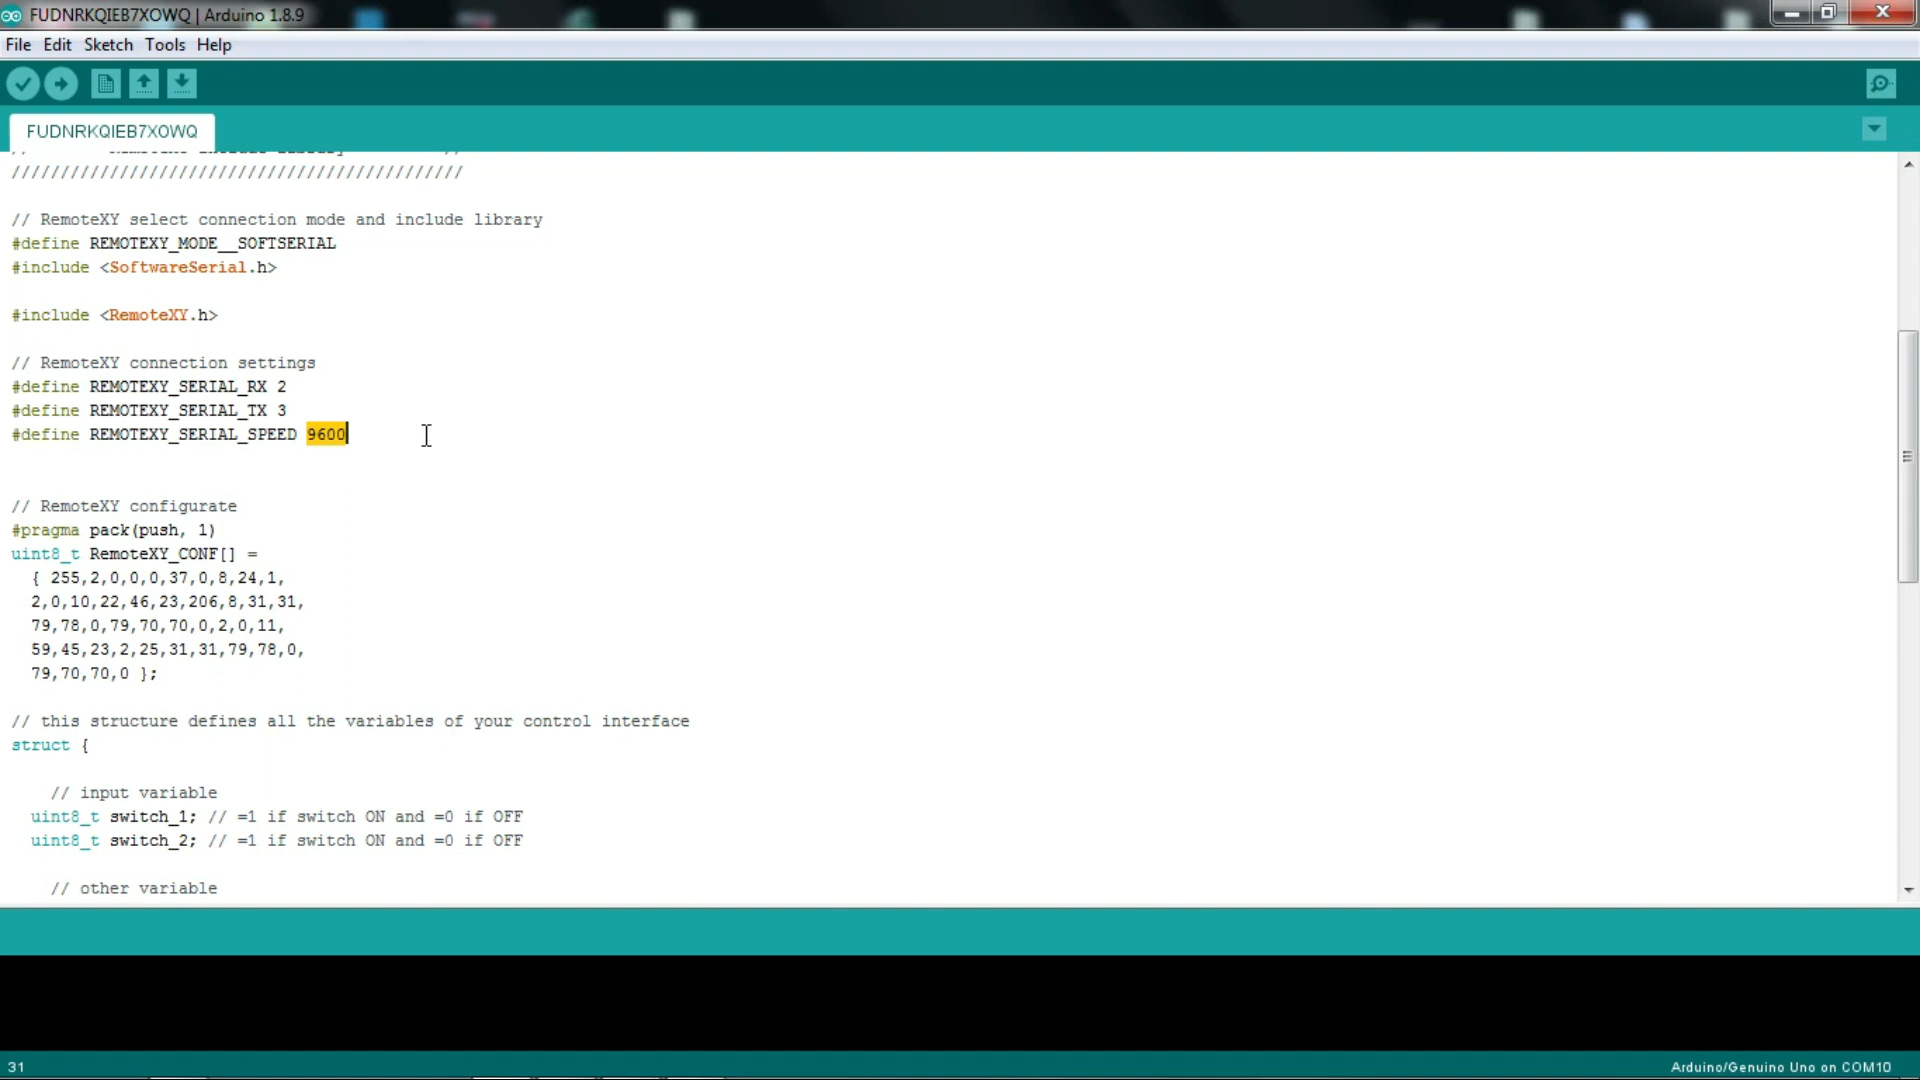 FUDNRKQIEB7XOWQ | Arduino 1.8.9
File Edit Sketch Tools Help
FUDNRKQIEB7XOWQ
/////////////////////////////////////////////
// RemoteXY select connection mode and include library
#define REMOTEXY_MODE__SOFTSERIAL
#include <SoftwareSerial.h>
#include <RemoteXY.h>
// RemoteXY connection settings
#define REMOTEXY_SERIAL_RX 2
#define REMOTEXY_SERIAL_TX 3
#define REMOTEXY_SERIAL_SPEED 9600
// RemoteXY configurate
#pragma pack(push, 1)
uint8_t RemoteXY_CONF[] =
{ 255,2,0,0,0,37,0,8,24,1,
2,0,10,22,46,23,206,8,31,31,
79,78,0,79,70,70,0,2,0,11,
59,45,23,2,25,31,31,79,78,0,
79,70,70,0 };
// this structure defines all the variables of your control interface
struct {
// input variable
uint8_t switch_1; // =1 if switch ON and =0 if OFF
uint8_t switch_2; // =1 if switch ON and =0 if OFF
// other variable
31
Arduino/Genuino Uno on COM10